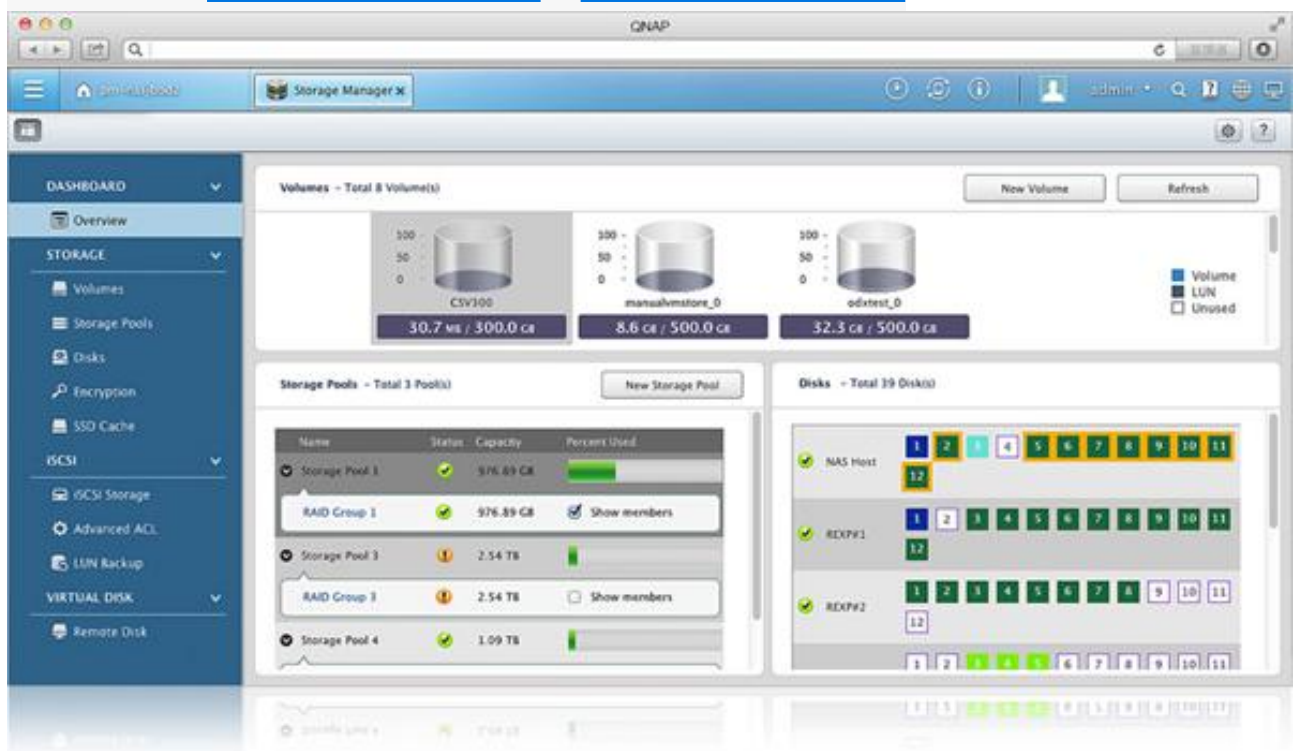 QNAP
Storage Manager ×
admin
DASHBOARD
Overview
STORAGE
Volumes
Storage Pools
Disks
Encryption
SSD Cache
iSCSI
iSCSI Storage
Advanced ACL
LUN Backup
VIRTUAL DISK
Remote Disk
Volumes - Total 8 Volume(s)
New Volume
Refresh
100
50
0
CSV300
30.7 MB / 300.0 GB
100
50
0
manualvmstore_0
8.6 GB / 500.0 GB
100
50
0
odxtest_0
32.3 GB / 500.0 GB
Volume
LUN
Unused
Storage Pools - Total 3 Pool(s)
New Storage Pool
Name Status Capacity Percent Used
Storage Pool 1 976.89 GB
RAID Group 1 976.89 GB Show members
Storage Pool 3 2.54 TB
RAID Group 3 2.54 TB Show members
Storage Pool 4 1.09 TB
Disks - Total 39 Disk(s)
NAS Host 1 2 3 4 5 6 7 8 9 10 11
12
REXP#1 1 2 3 4 5 6 7 8 9 10 11
12
REXP#2 1 2 3 4 5 6 7 8 9 10 11
12
1 2 3 4 5 6 7 8 9 10 11